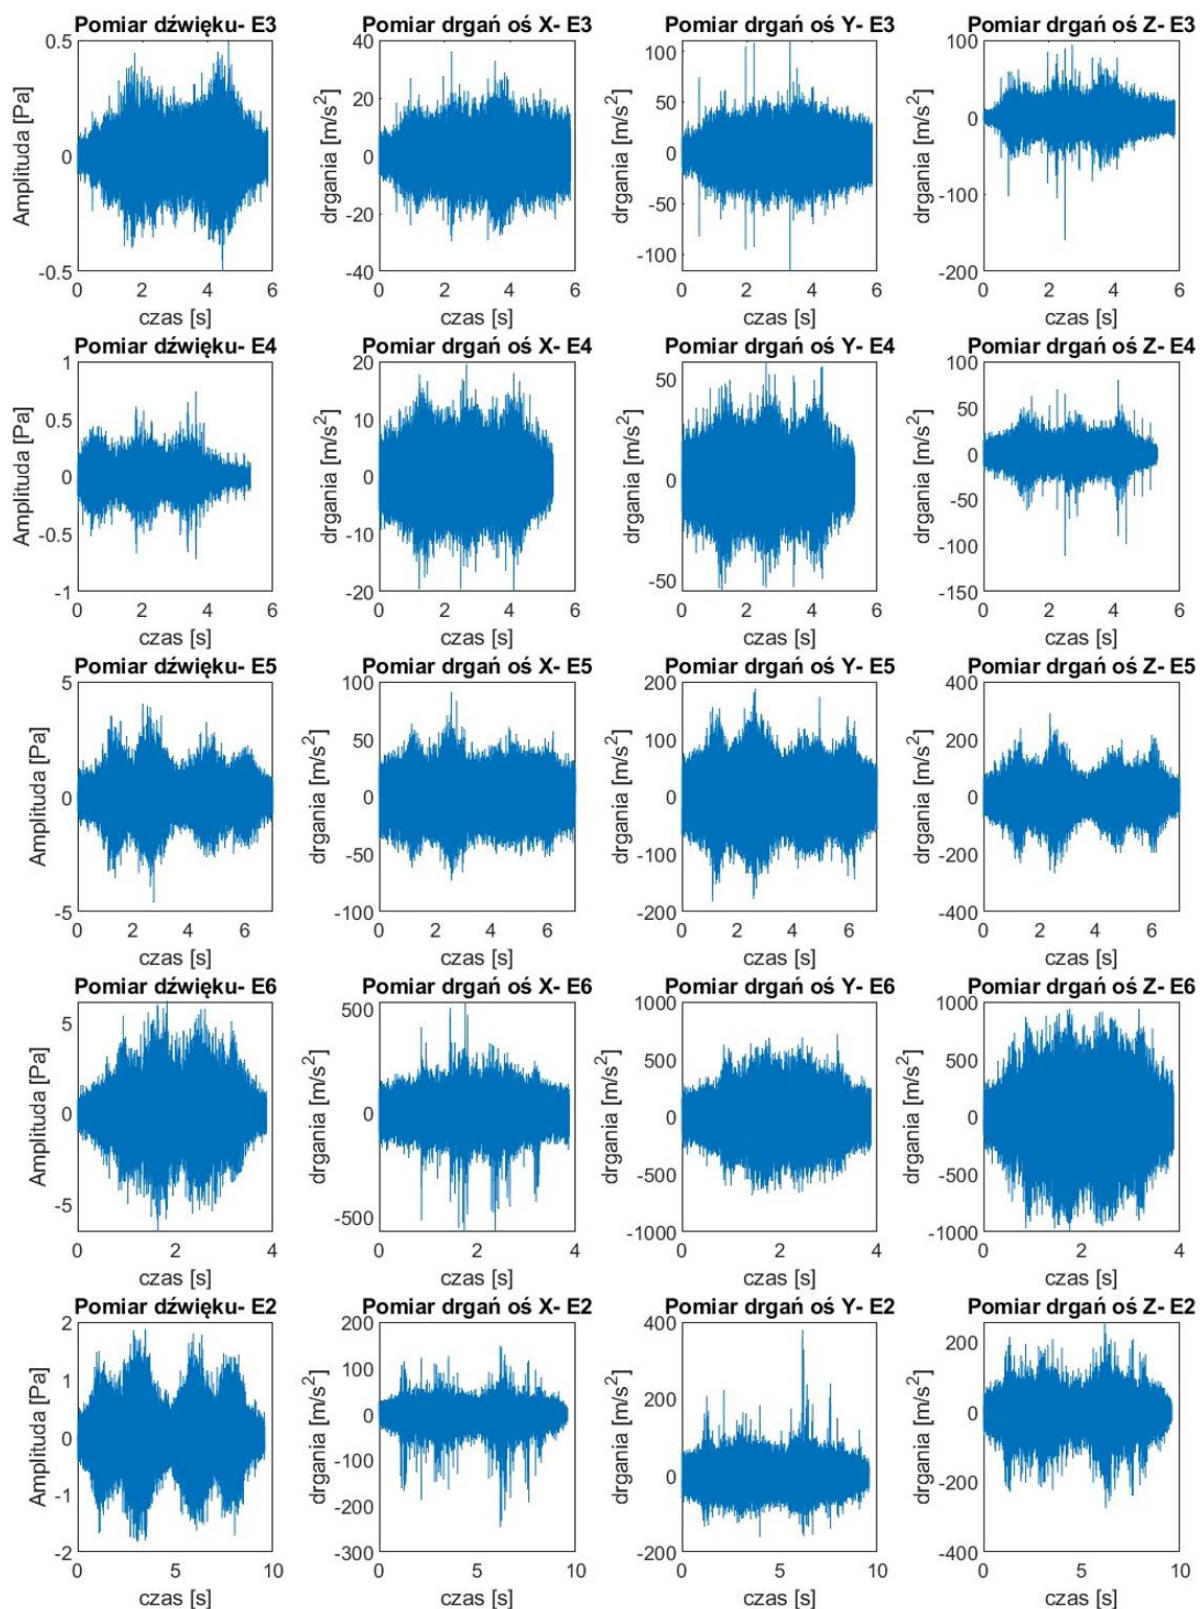 Pomiar dźwięku- E3 Pomiar drgań oś X- E3 Pomiar drgań oś Y- E3 Pomiar drgań oś Z- E3
0.5 40 100 100
Amplituda [Pa] drgania [m/s²] drgania [m/s²] drgania [m/s²]
20 50 0
0 0 0
-20 -50 -100
-0.5 -40 -100 -200
0 2 4 6 0 2 4 6 0 2 4 6 0 2 4 6
czas [s] czas [s] czas [s] czas [s]
Pomiar dźwięku- E4 Pomiar drgań oś X- E4 Pomiar drgań oś Y- E4 Pomiar drgań oś Z- E4
1 20 50 100
Amplituda [Pa] drgania [m/s²] drgania [m/s²] drgania [m/s²]
0.5 10 50
0 0 0 0
-0.5 -10 -50
-100
-1 -20 -50 -150
0 2 4 6 0 2 4 6 0 2 4 6 0 2 4 6
czas [s] czas [s] czas [s] czas [s]
Pomiar dźwięku- E5 Pomiar drgań oś X- E5 Pomiar drgań oś Y- E5 Pomiar drgań oś Z- E5
5 100 200 400
Amplituda [Pa] drgania [m/s²] drgania [m/s²] drgania [m/s²]
50 100 200
0 0 0 0
-50 -100 -200
-5 -100 -200 -400
0 2 4 6 0 2 4 6 0 2 4 6 0 2 4 6
czas [s] czas [s] czas [s] czas [s]
Pomiar dźwięku- E6 Pomiar drgań oś X- E6 Pomiar drgań oś Y- E6 Pomiar drgań oś Z- E6
5 500 1000 1000
Amplituda [Pa] drgania [m/s²] drgania [m/s²] drgania [m/s²]
500 500
0 0 0 0
-500 -500
-5 -500 -1000 -1000
0 2 4 0 2 4 0 2 4 0 2 4
czas [s] czas [s] czas [s] czas [s]
Pomiar dźwięku- E2 Pomiar drgań oś X- E2 Pomiar drgań oś Y- E2 Pomiar drgań oś Z- E2
2 200 400 200
Amplituda [Pa] drgania [m/s²] drgania [m/s²] drgania [m/s²]
1 100 200
0 0 0 0
-1 -100 -200
-200
-2 -300 -200 -400
0 5 10 0 5 10 0 5 10 0 5 10
czas [s] czas [s] czas [s] czas [s]